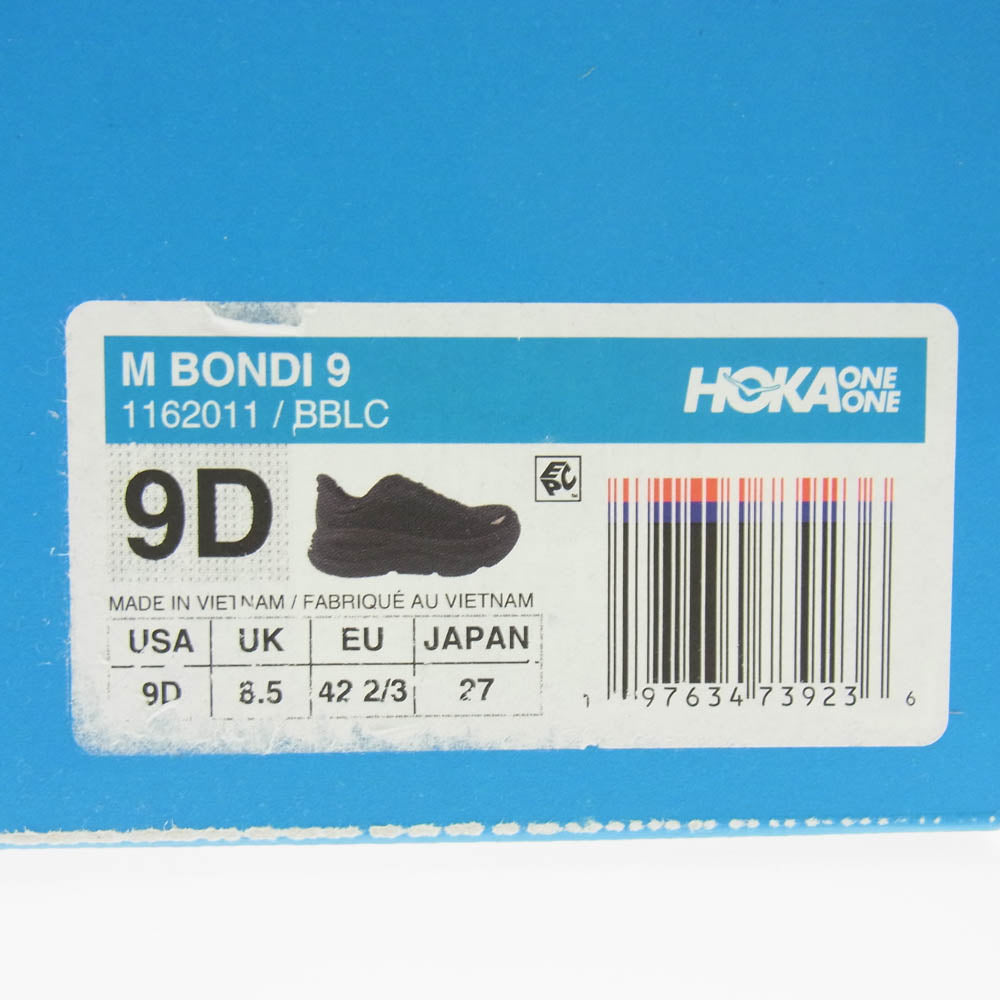 M BONDI 9
1162011 / BBLC
HOKA ONE ONE
9D
EPC™
MADE IN VIETNAM / FABRIQUÉ AU VIETNAM
USA UK EU JAPAN
9D 8.5 42 2/3 27
1 97634 73923 6